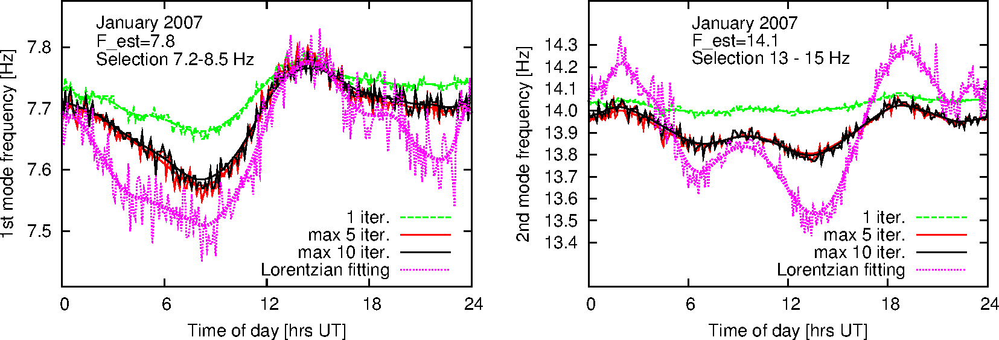 January 2007
F_est=7.8
Selection 7.2-8.5 Hz
1st mode frequency [Hz]
7.8
7.7
7.6
7.5
1 iter.
max 5 iter.
max 10 iter.
Lorentzian fitting
0 6 12 18 24
Time of day [hrs UT]
January 2007
F_est=14.1
Selection 13 - 15 Hz
2nd mode frequency [Hz]
14.3
14.2
14.1
14.0
13.9
13.8
13.7
13.6
13.5
13.4
1 iter.
max 5 iter.
max 10 iter.
Lorentzian fitting
0 6 12 18 24
Time of day [hrs UT]